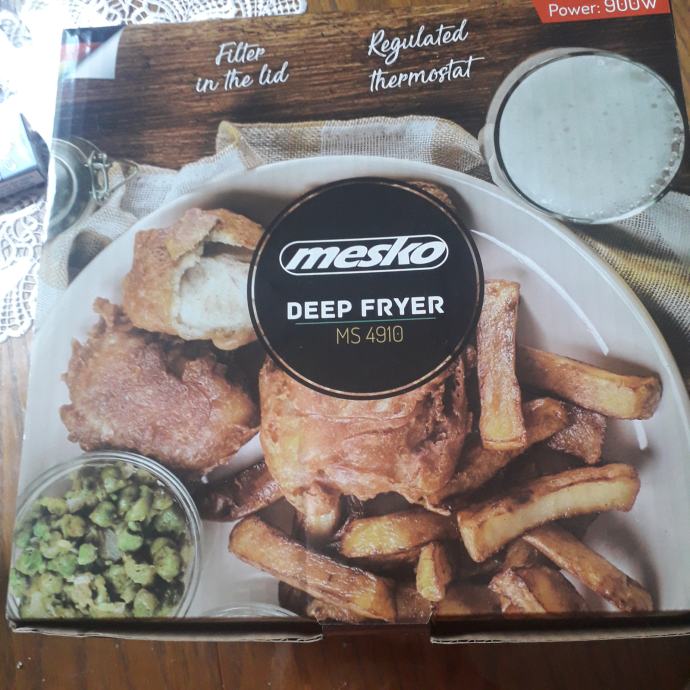 Power: 900W
Filter
in the lid
Regulated
thermostat
mesko
DEEP FRYER
MS 4910